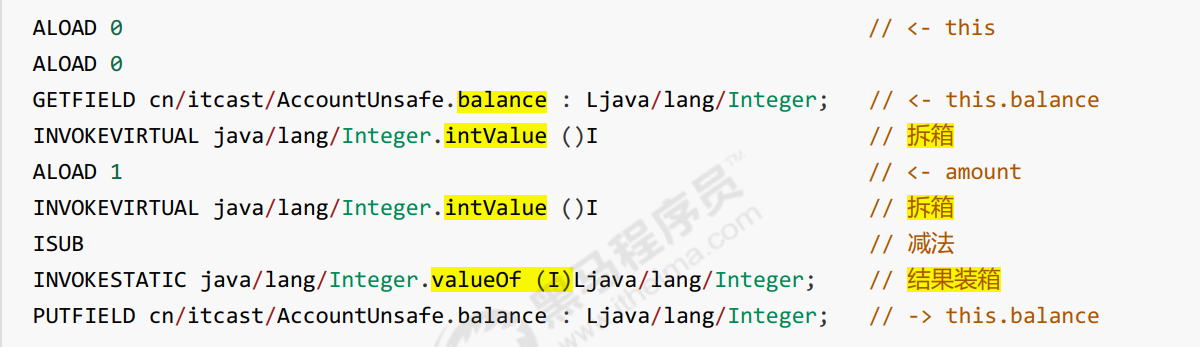 ALOAD 0 // <- this
ALOAD 0
GETFIELD cn/itcast/AccountUnsafe.balance : Ljava/lang/Integer; // <- this.balance
INVOKEVIRTUAL java/lang/Integer.intValue ()I // 拆箱
ALOAD 1 // <- amount
INVOKEVIRTUAL java/lang/Integer.intValue ()I // 拆箱
ISUB // 减法
INVOKESTATIC java/lang/Integer.valueOf (I)Ljava/lang/Integer; // 结果装箱
PUTFIELD cn/itcast/AccountUnsafe.balance : Ljava/lang/Integer; // -> this.balance
黑马程序员™
www.itheima.com